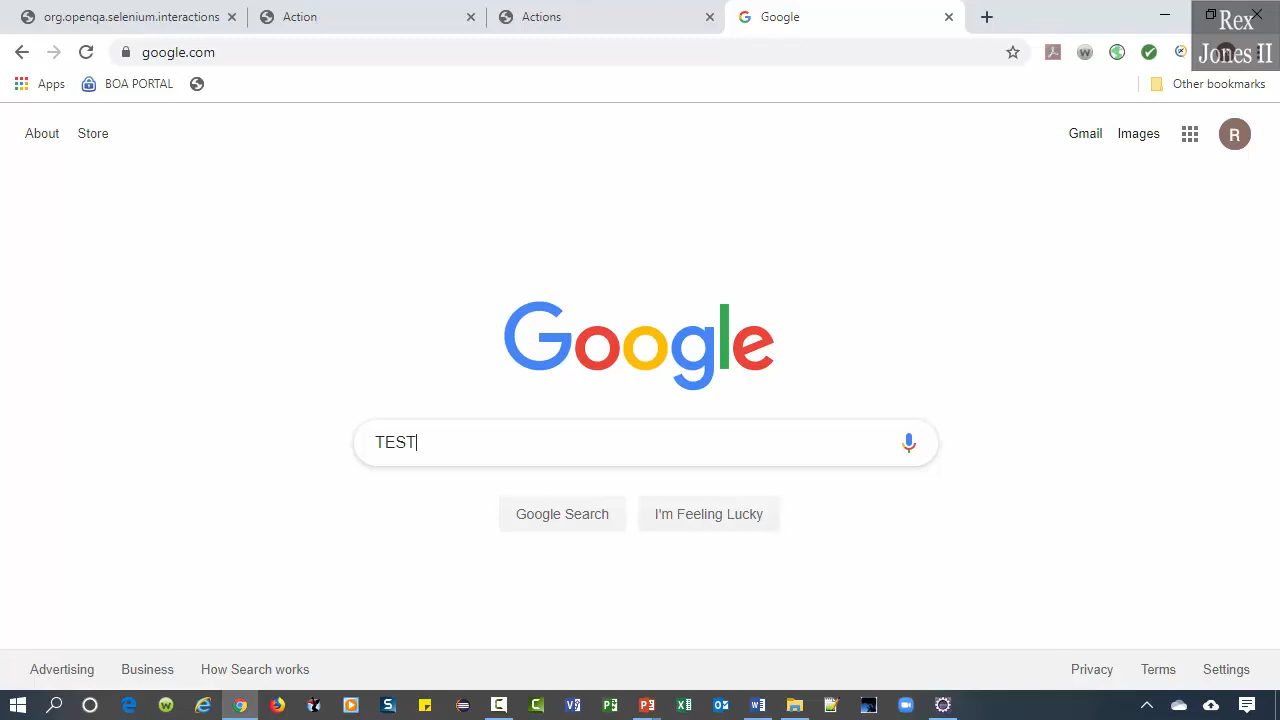 rg.openqa.selenium.interactions
Action
Actions
Google
Rex
Jones II
google.com
Apps
BOA PORTAL
Other bookmarks
About
Store
Gmail
Images
R
Google
TEST
Google Search
I'm Feeling Lucky
Advertising
Business
How Search works
Privacy
Terms
Settings